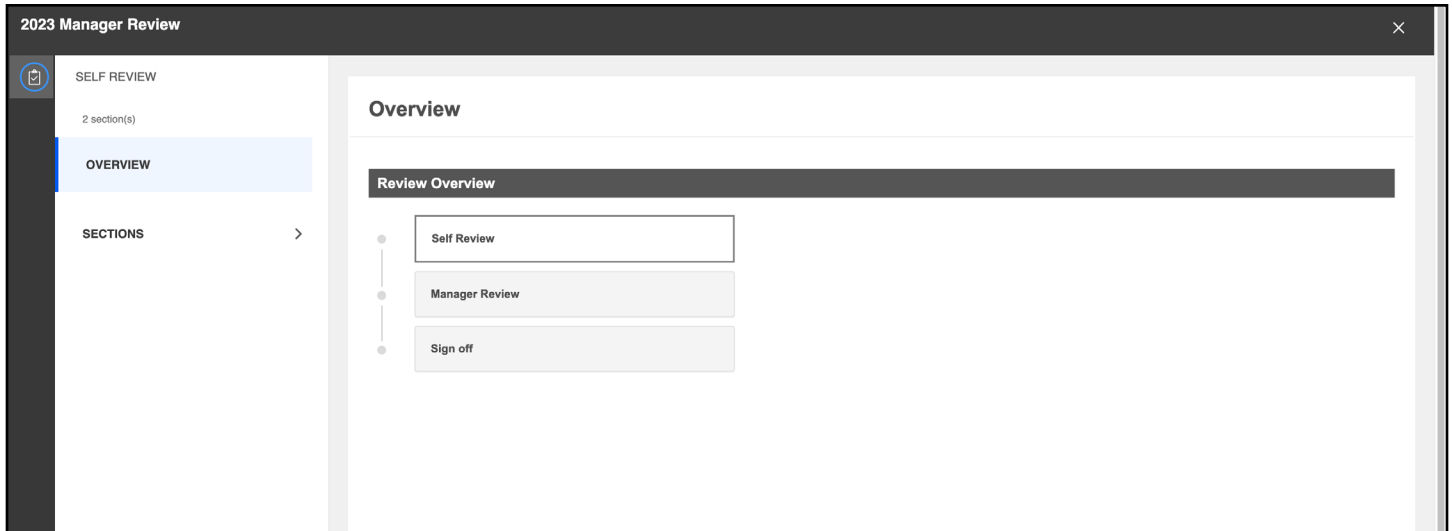 2023 Manager Review
SELF REVIEW
2 section(s)
OVERVIEW
SECTIONS
Overview
Review Overview
Self Review
Manager Review
Sign off